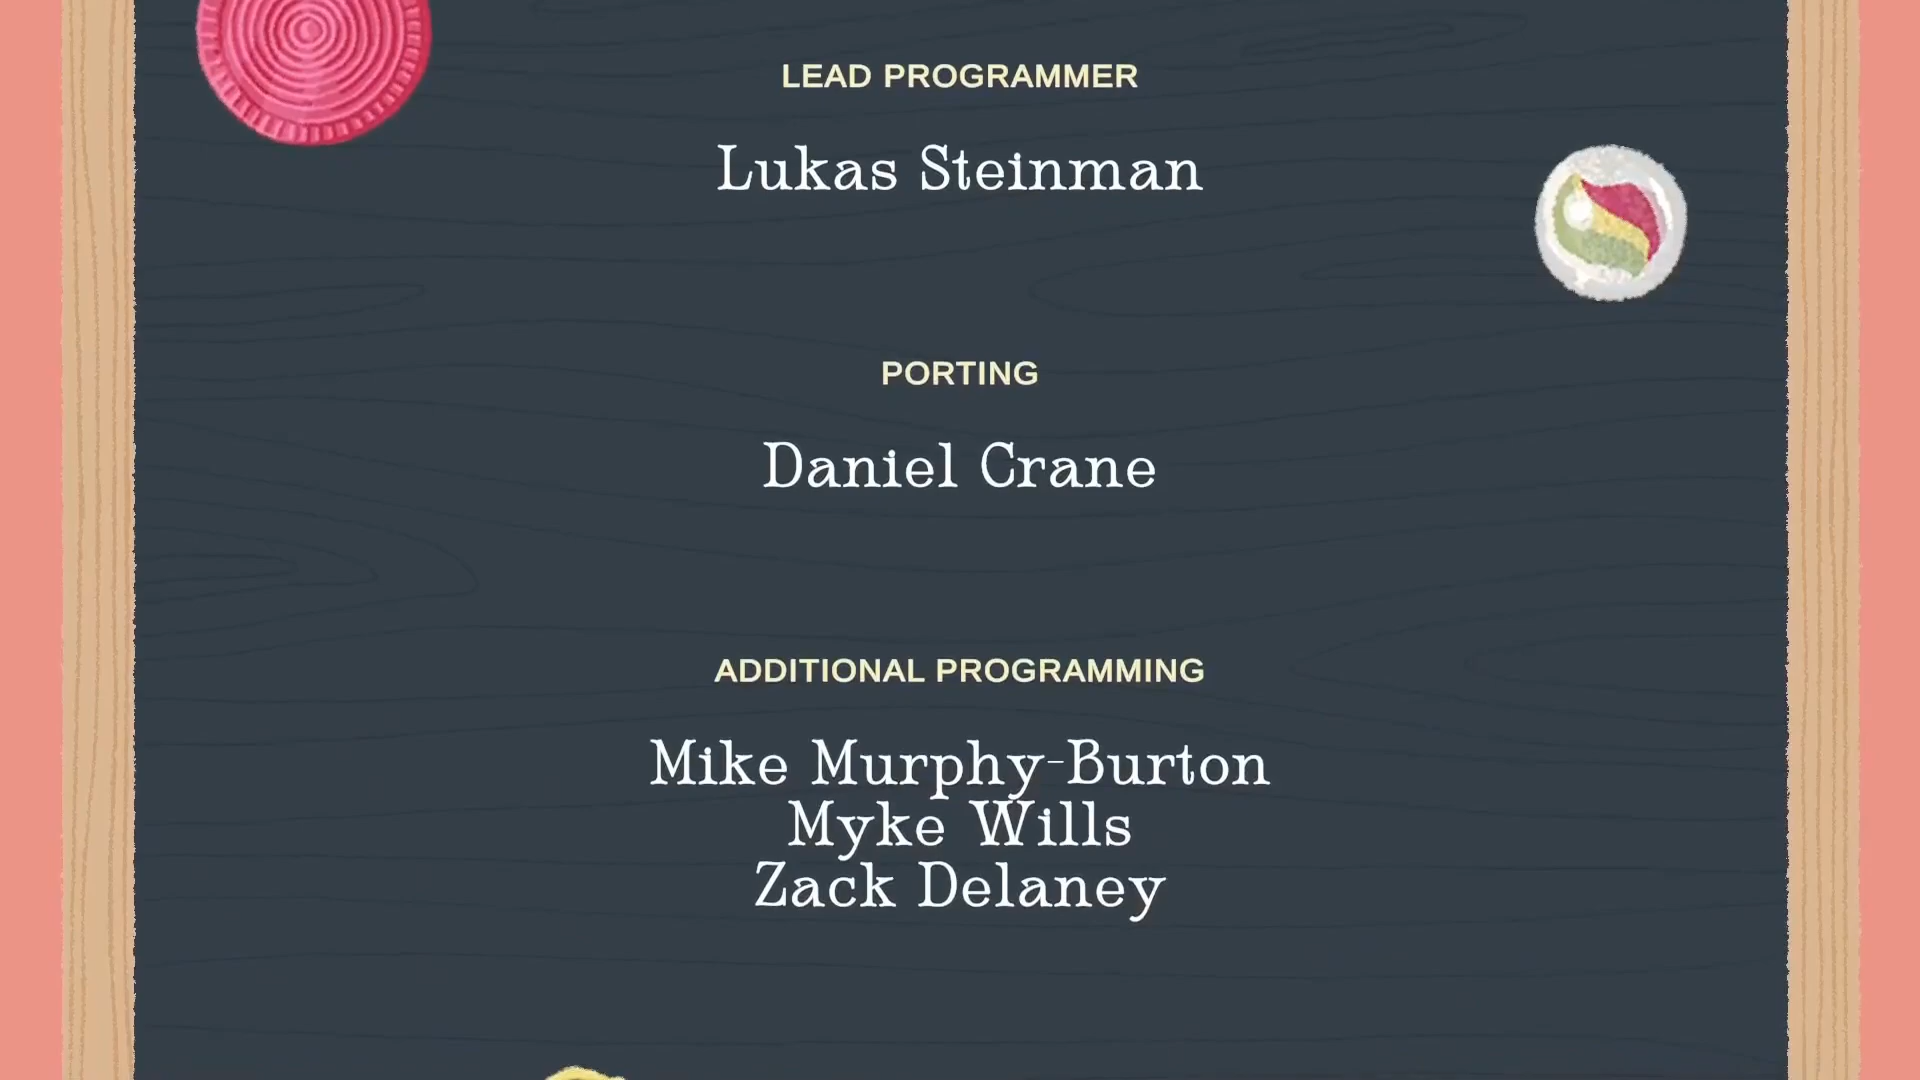 LEAD PROGRAMMER
Lukas Steinman
PORTING
Daniel Crane
ADDITIONAL PROGRAMMING
Mike Murphy-Burton
Myke Wills
Zack Delaney